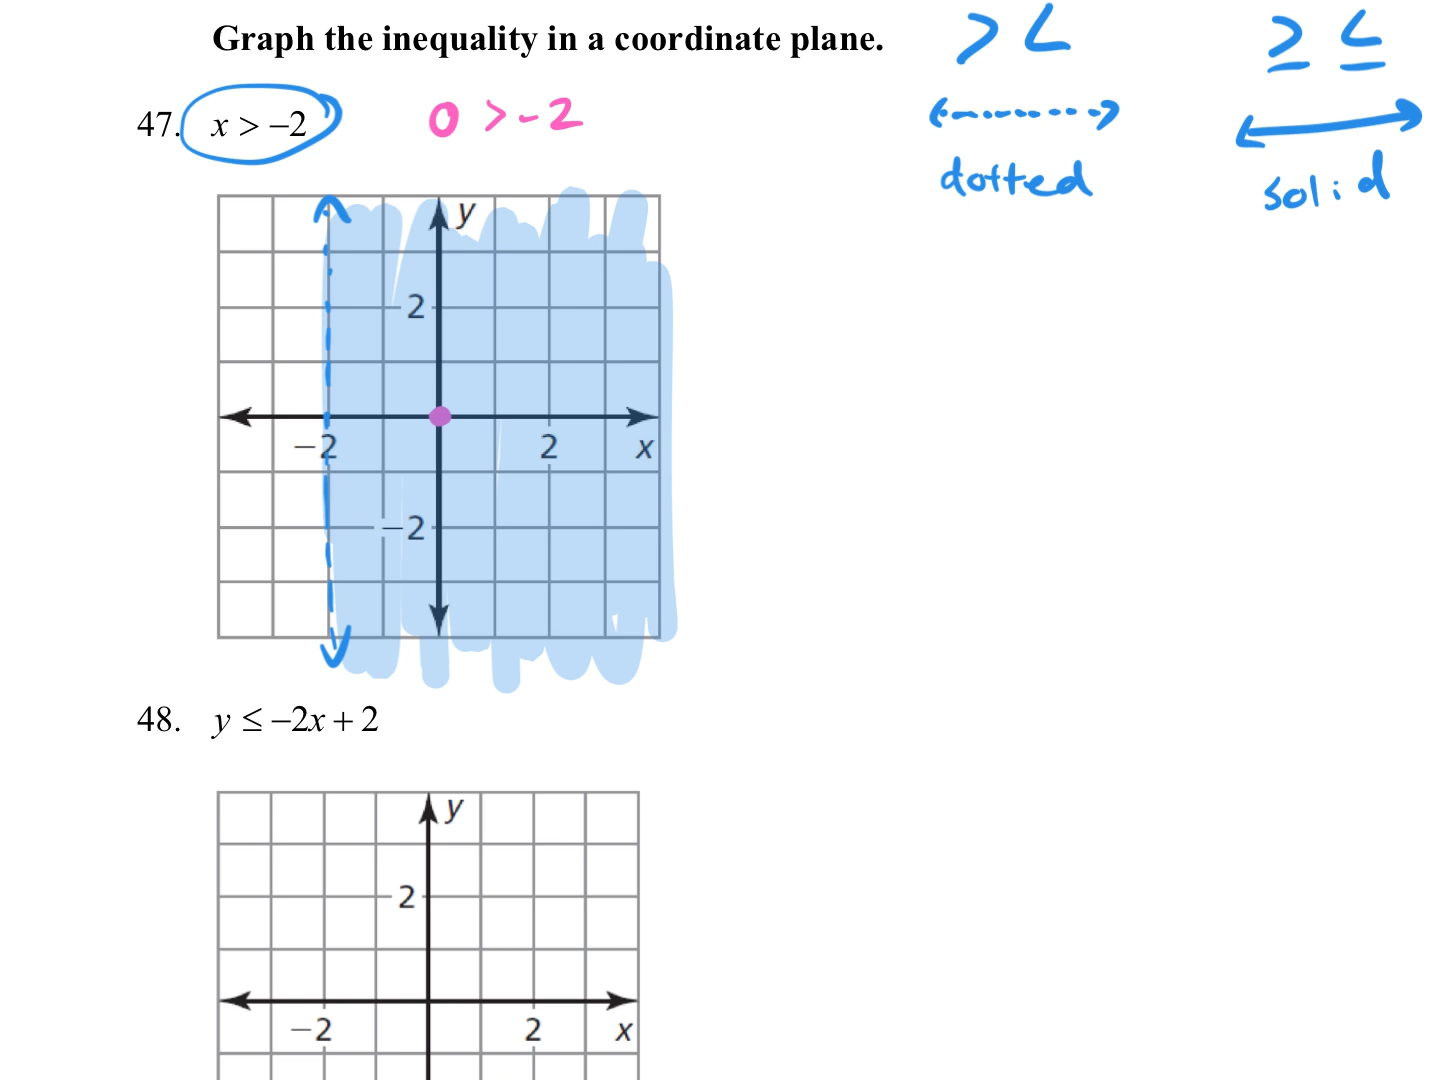 Graph the inequality in a coordinate plane.
> <
≥ ≤
47. x > −2
0 > -2
dotted
solid
y
2
−2
2
x
−2
48. y ≤ −2x + 2
y
2
−2
2
x